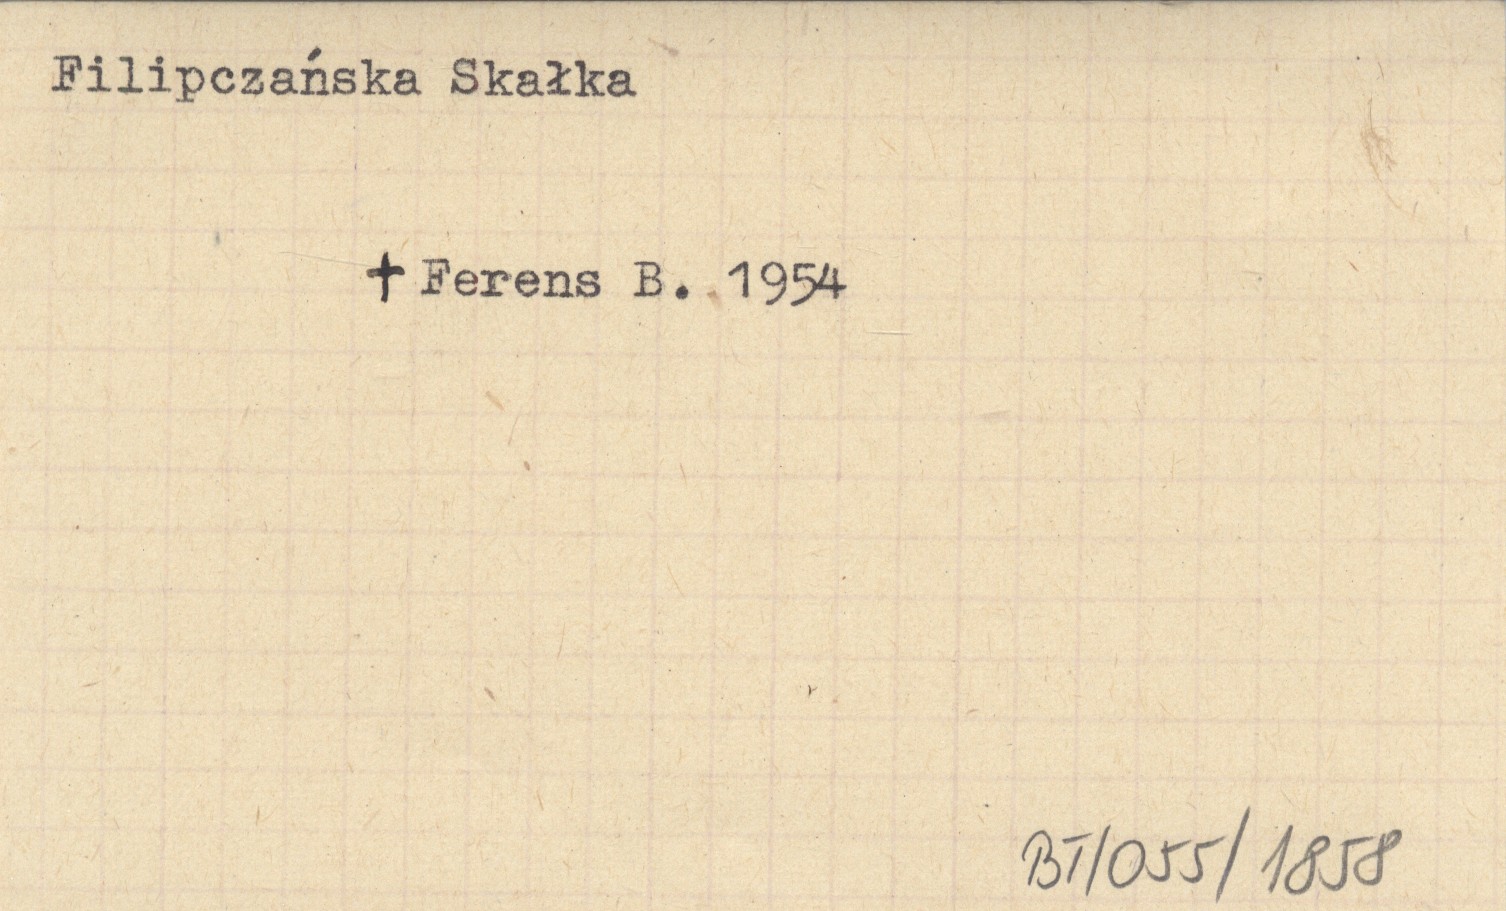 Filipczańska Skałka
† Ferens B. 1954
BT/055/1858